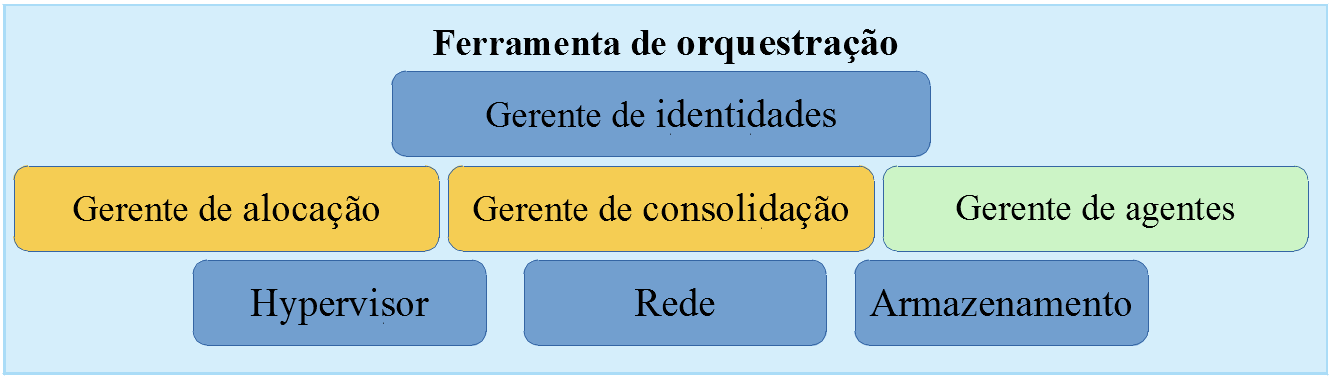 Ferramenta de orquestração
Gerente de identidades
Gerente de alocação
Gerente de consolidação
Gerente de agentes
Hypervisor
Rede
Armazenamento